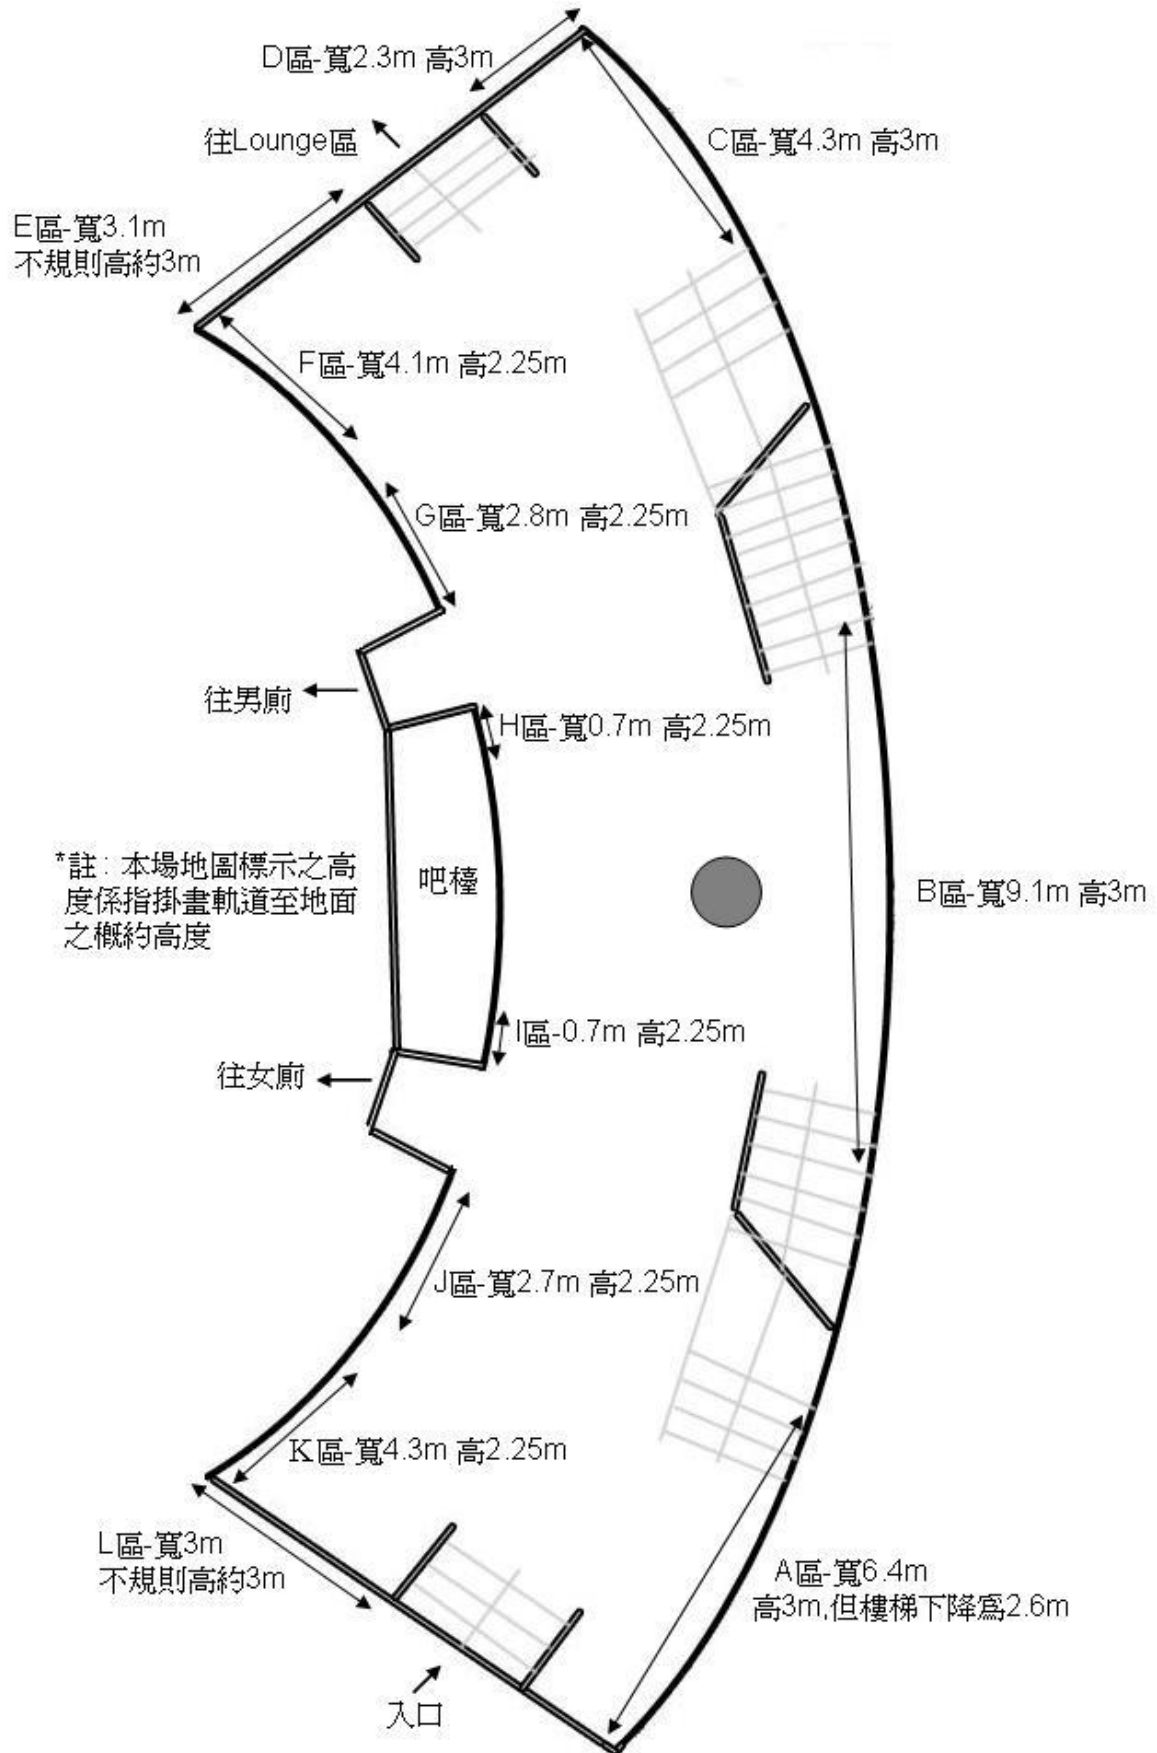 D區-寬2.3m 高3m
往Lounge區
C區-寬4.3m 高3m
E區-寬3.1m
不規則高約3m
F區-寬4.1m 高2.25m
G區-寬2.8m 高2.25m
往男廁
H區-寬0.7m 高2.25m
*註：本場地圖標示之高
度係指掛畫軌道至地面
之概約高度
吧檯
B區-寬9.1m 高3m
I區-0.7m 高2.25m
往女廁
J區-寬2.7m 高2.25m
K區-寬4.3m 高2.25m
L區-寬3m
不規則高約3m
A區-寬6.4m
高3m,但樓梯下降為2.6m
入口